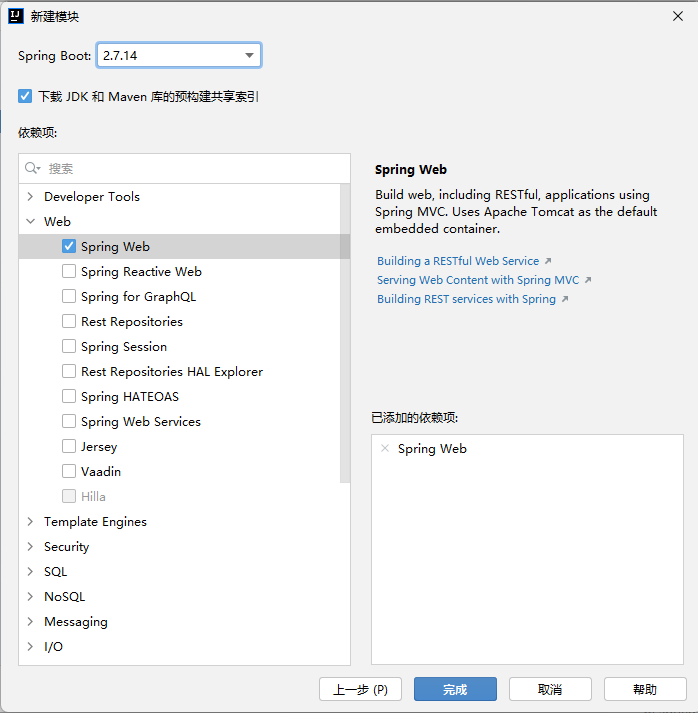 新建模块
Spring Boot: 2.7.14
下载 JDK 和 Maven 库的预构建共享索引
依赖项:
搜索
Developer Tools
Web
Spring Web
Spring Reactive Web
Spring for GraphQL
Rest Repositories
Spring Session
Rest Repositories HAL Explorer
Spring HATEOAS
Spring Web Services
Jersey
Vaadin
Hilla
Template Engines
Security
SQL
NoSQL
Messaging
I/O
Spring Web
Build web, including RESTful, applications using
Spring MVC. Uses Apache Tomcat as the default
embedded container.
Building a RESTful Web Service
Serving Web Content with Spring MVC
Building REST services with Spring
已添加的依赖项:
Spring Web
上一步 (P)
完成
取消
帮助